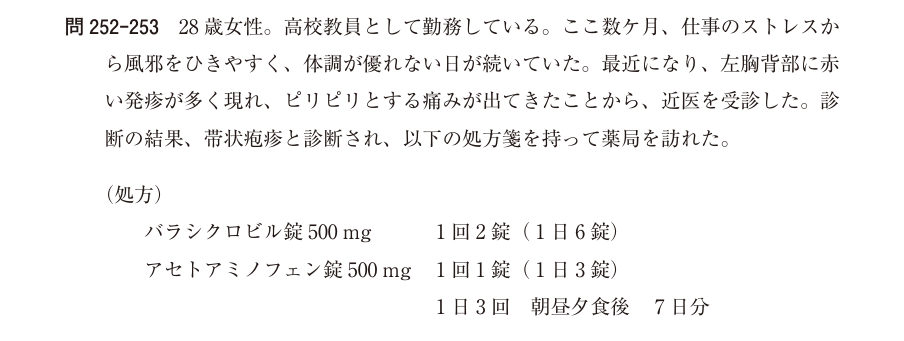 問 252−253 28 歳女性。高校教員として勤務している。ここ数ケ月、仕事のストレスか
ら風邪をひきやすく、体調が優れない日が続いていた。最近になり、左胸背部に赤
い発疹が多く現れ、ピリピリとする痛みが出てきたことから、近医を受診した。診
断の結果、帯状疱疹と診断され、以下の処方箋を持って薬局を訪れた。
（処方）
バラシクロビル錠 500 mg 1 回 2 錠（1 日 6 錠）
アセトアミノフェン錠 500 mg 1 回 1 錠（1 日 3 錠）
1 日 3 回 朝昼夕食後 7 日分